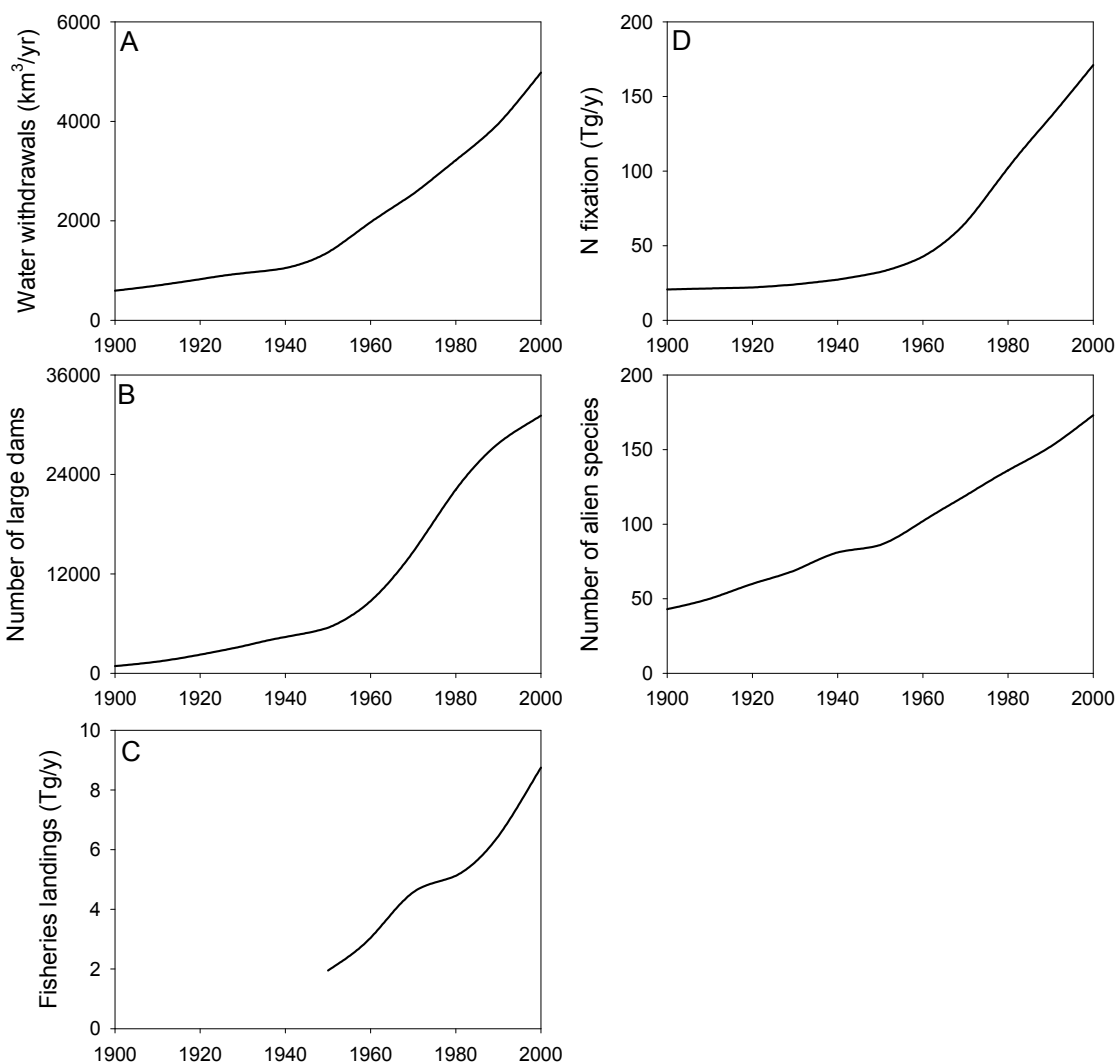 A
Water withdrawals (km³/yr)
6000
4000
2000
0
1900 1920 1940 1960 1980 2000
B
Number of large dams
36000
24000
12000
0
1900 1920 1940 1960 1980 2000
C
Fisheries landings (Tg/y)
10
8
6
4
2
0
1900 1920 1940 1960 1980 2000
D
N fixation (Tg/y)
200
150
100
50
0
1900 1920 1940 1960 1980 2000
Number of alien species
200
150
100
50
0
1900 1920 1940 1960 1980 2000